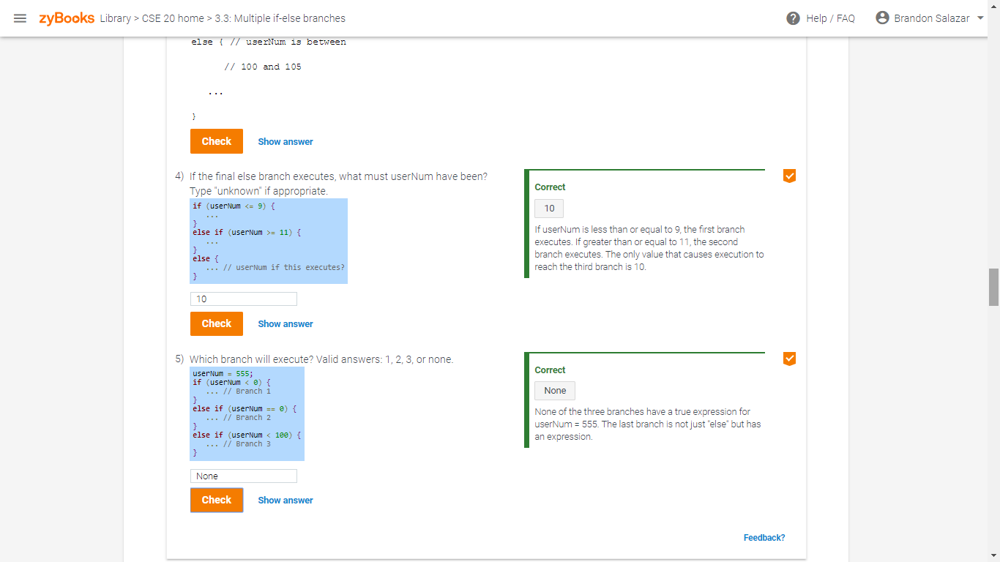 zyBooks Library > CSE 20 home > 3.3: Multiple if-else branches
Help / FAQ
Brandon Salazar
else { // userNum is between
// 100 and 105
...
}
Check
Show answer
4) If the final else branch executes, what must userNum have been?
Type "unknown" if appropriate.
if (userNum <= 9) {
...
}
else if (userNum >= 11) {
...
}
else {
... // userNum if this executes?
}
10
Check
Show answer
Correct
10
If userNum is less than or equal to 9, the first branch
executes. If greater than or equal to 11, the second
branch executes. The only value that causes execution to
reach the third branch is 10.
5) Which branch will execute? Valid answers: 1, 2, 3, or none.
userNum = 555;
if (userNum < 0) {
... // Branch 1
}
else if (userNum == 0) {
... // Branch 2
}
else if (userNum < 100) {
... // Branch 3
}
None
Check
Show answer
Correct
None
None of the three branches have a true expression for
userNum = 555. The last branch is not just "else" but has
an expression.
Feedback?